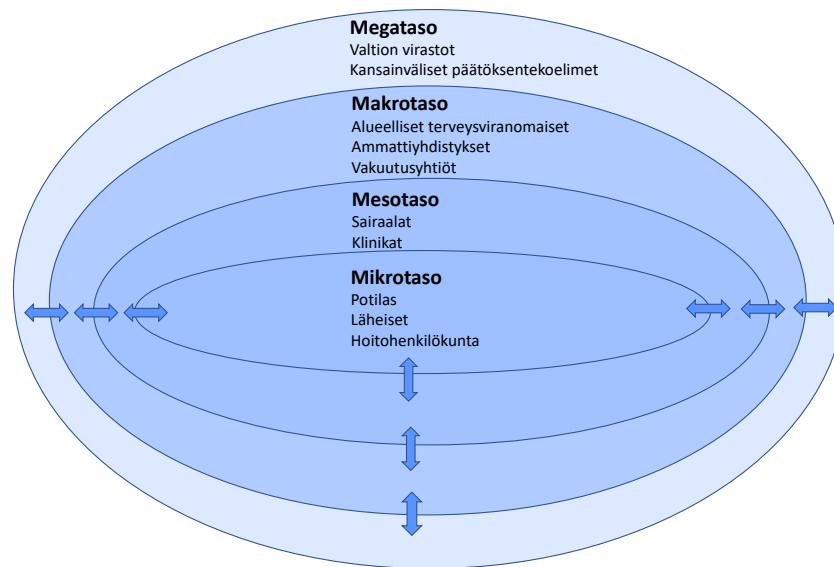 Megataso
Valtion virastot
Kansainväliset päätöksentekoelimet
Makrotaso
Alueelliset terveysviranomaiset
Ammattiyhdistykset
Vakuutusyhtiöt
Mesotaso
Sairaalat
Klinikat
Mikrotaso
Potilas
Läheiset
Hoitohenkilökunta